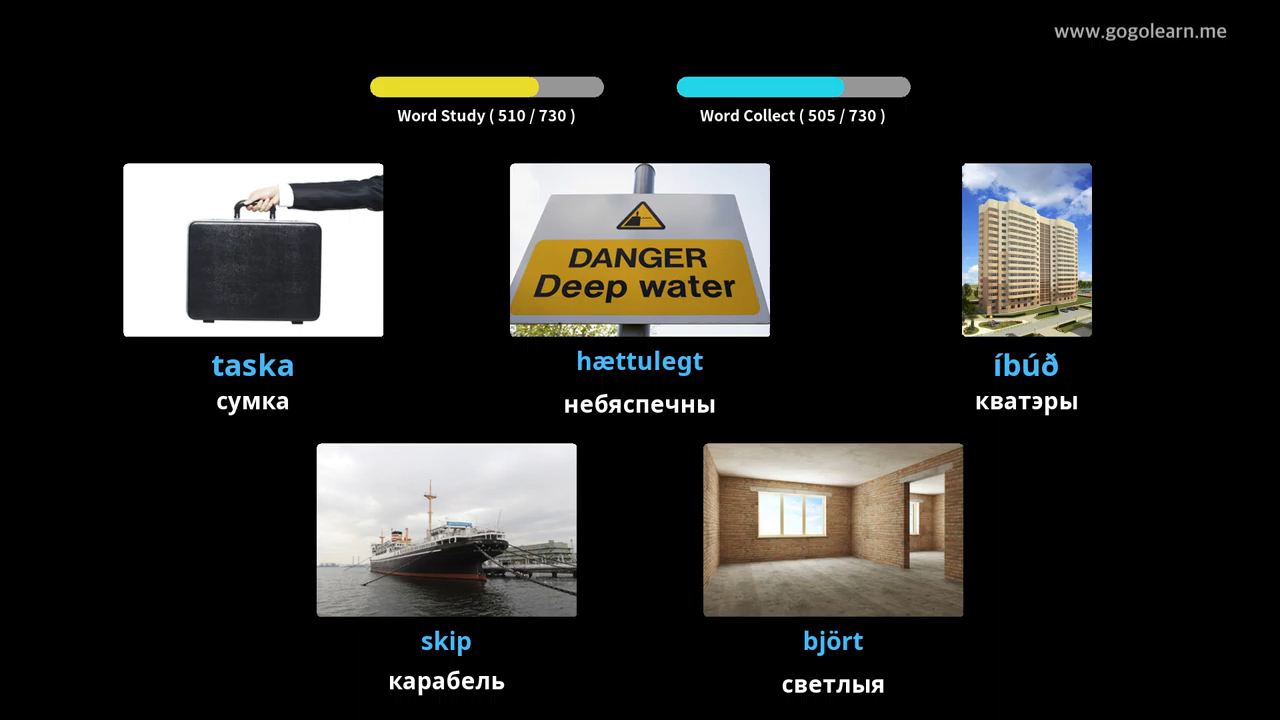 www.gogolearn.me
Word Study ( 510 / 730 )
Word Collect ( 505 / 730 )
DANGER
Deep water
taska
сумка
hættulegt
небяспечны
íbúð
кватэры
skip
карабель
björt
светлыя